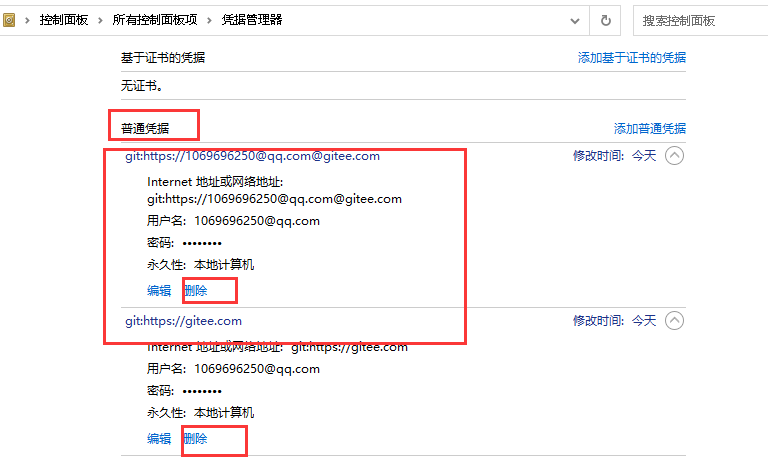 控制面板 > 所有控制面板项 > 凭据管理器
搜索控制面板
基于证书的凭据 添加基于证书的凭据
无证书。
普通凭据 添加普通凭据
git:https://1069696250@qq.com@gitee.com 修改时间: 今天
Internet 地址或网络地址:
git:https://1069696250@qq.com@gitee.com
用户名: 1069696250@qq.com
密码: ••••••••
永久性: 本地计算机
编辑 删除
git:https://gitee.com 修改时间: 今天
Internet 地址或网络地址: git:https://gitee.com
用户名: 1069696250@qq.com
密码: ••••••••
永久性: 本地计算机
编辑 删除